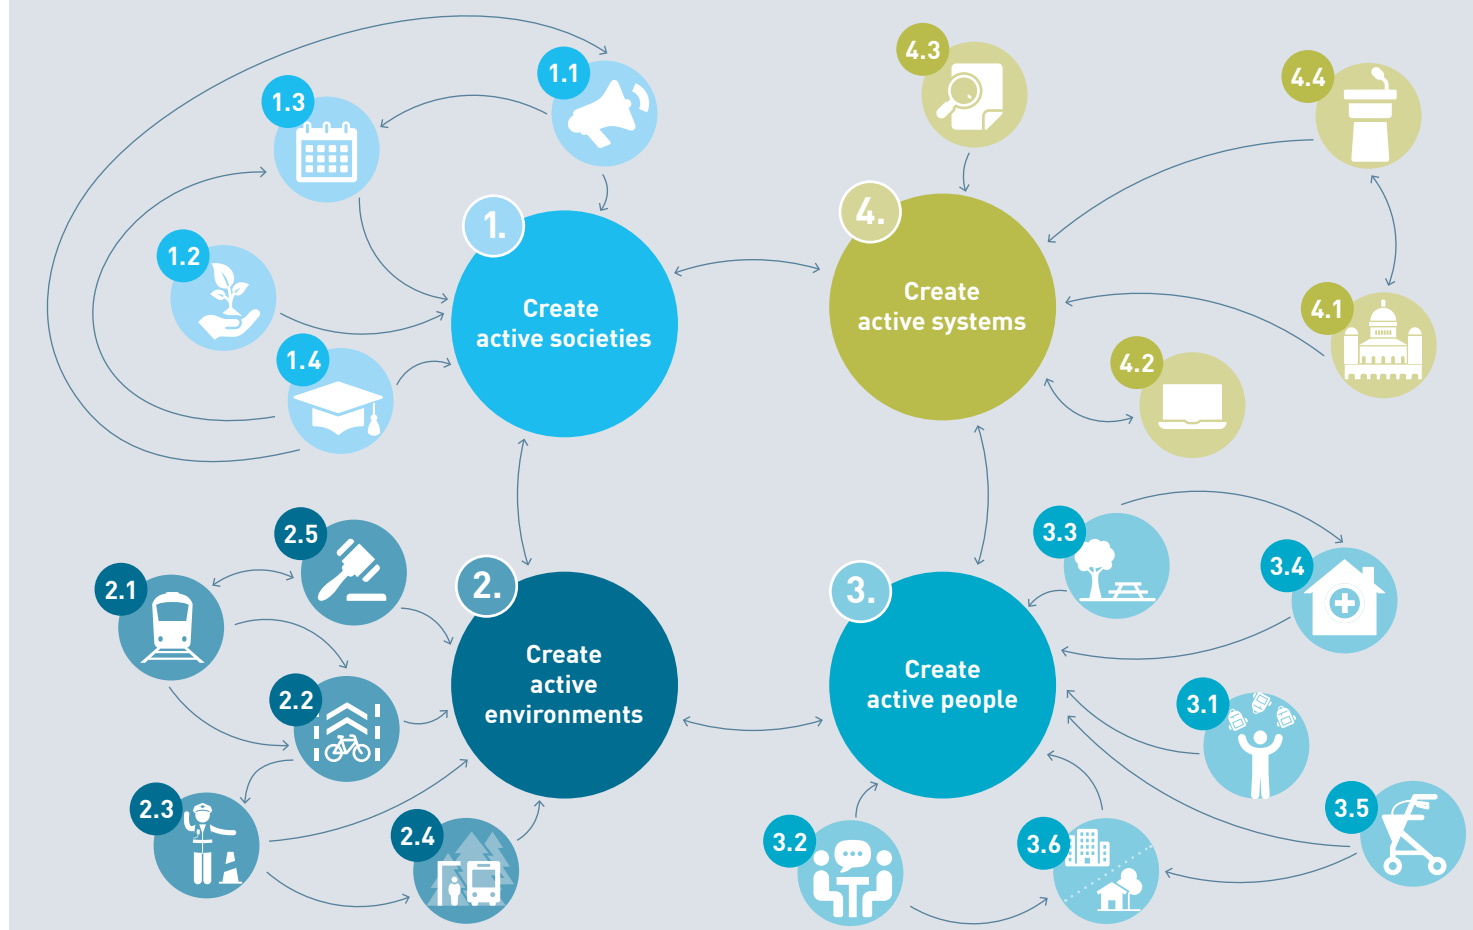 1.1
1.3
1.2
1.4
1.
Create
active societies
4.3
4.4
4.
Create
active systems
4.1
4.2
2.5
2.1
2.2
2.3
2.4
2.
Create
active
environments
3.3
3.4
3.
Create
active people
3.1
3.5
3.2
3.6